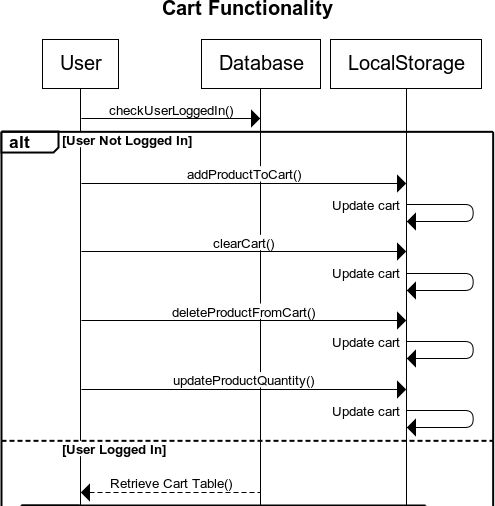 Cart Functionality
User
Database
LocalStorage
checkUserLoggedIn()
alt
[User Not Logged In]
addProductToCart()
Update cart
clearCart()
Update cart
deleteProductFromCart()
Update cart
updateProductQuantity()
Update cart
[User Logged In]
Retrieve Cart Table()